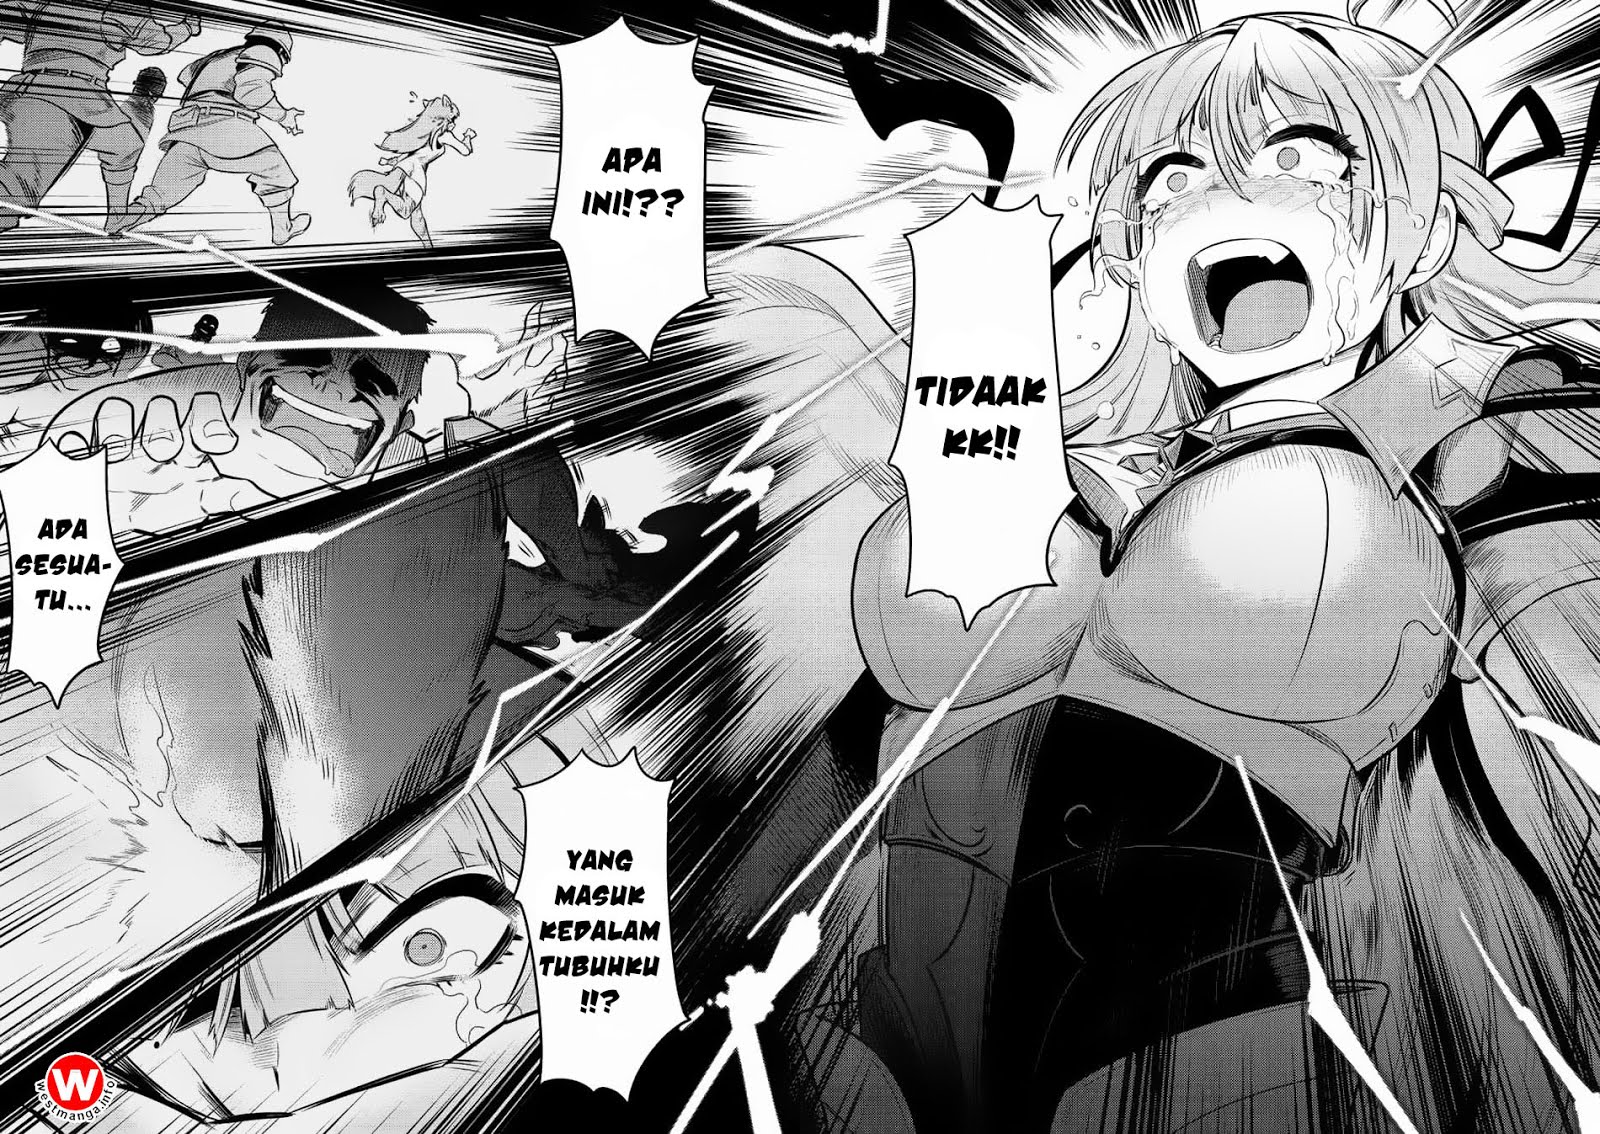 TIDAAK
KK!!
APA
INI!??
ADA
SESUA-
TU...
YANG
MASUK
KEDALAM
TUBUHKU
!!?
W
westmanga.info